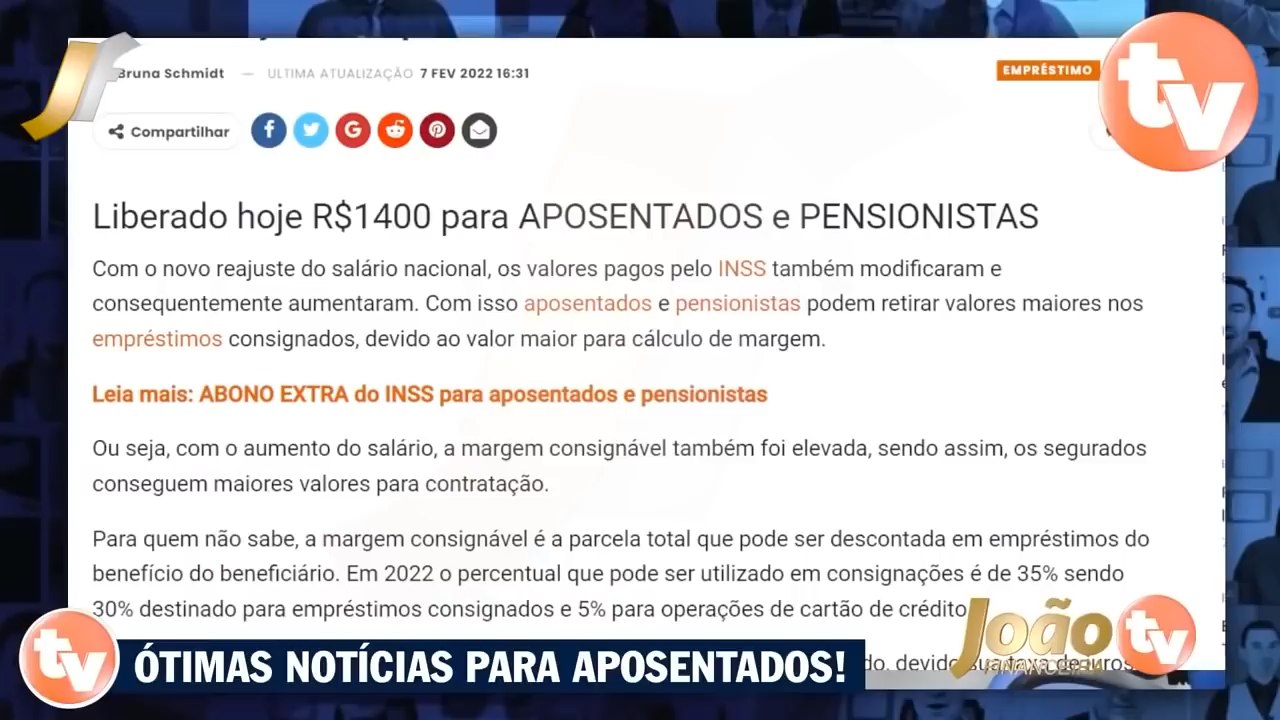 Bruna Schmidt — ULTIMA ATUALIZAÇÃO 7 FEV 2022 16:31
EMPRÉSTIMO
tv
Compartilhar
Liberado hoje R$1400 para APOSENTADOS e PENSIONISTAS
Com o novo reajuste do salário nacional, os valores pagos pelo INSS também modificaram e
consequentemente aumentaram. Com isso aposentados e pensionistas podem retirar valores maiores nos
empréstimos consignados, devido ao valor maior para cálculo de margem.
Leia mais: ABONO EXTRA do INSS para aposentados e pensionistas
Ou seja, com o aumento do salário, a margem consignável também foi elevada, sendo assim, os segurados
conseguem maiores valores para contratação.
Para quem não sabe, a margem consignável é a parcela total que pode ser descontada em empréstimos do
benefício do beneficiário. Em 2022 o percentual que pode ser utilizado em consignações é de 35% sendo
30% destinado para empréstimos consignados e 5% para operações de cartão de crédito
João
FINANCEIRA
tv
tv
ÓTIMAS NOTÍCIAS PARA APOSENTADOS!
devido sua taxa de juros